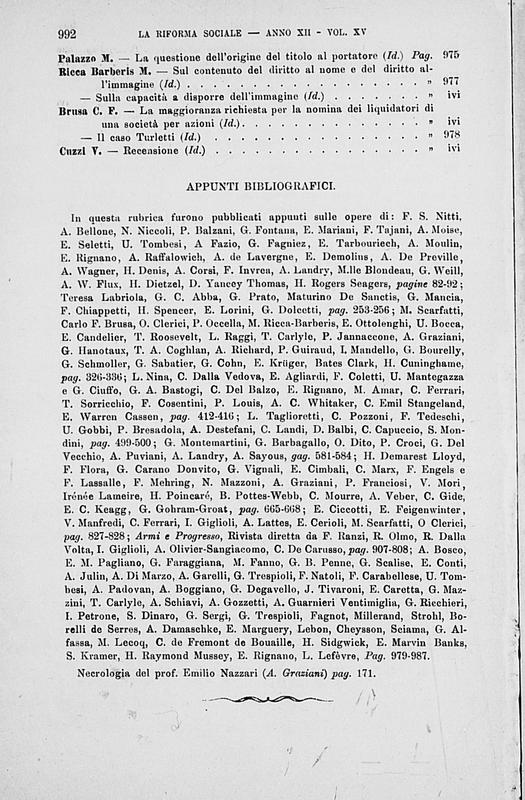 992 LA RIFORMA SOCIALE — ANNO XII - VOL. XV
Palazzo M. — La questione dell'origine del titolo al portatore (Id.) Pag. 975
Ricca Barberis M. — Sul contenuto del diritto al nome e del diritto al-
l'immagine (Id.) . . . . . . . . . . . . . . . . . . " 977
— Sulla capacità a disporre dell'immagine (Id.) . . . . . . . . " ivi
Brusa C. F. — La maggioranza richiesta per la nomina dei liquidatori di
una società per azioni (Id.). . . . . . . . . . . . . . . " ivi
— Il caso Turletti (Id.) . . . . . . . . . . . . . . . . . " 978
Cuzzi V. — Recensione (Id.) . . . . . . . . . . . . . . . . " ivi
APPUNTI BIBLIOGRAFICI.
In questa rubrica furono pubblicati appunti sulle opere di: F. S. Nitti,
A. Bellone, N. Niccoli, P. Balzani, G. Fontana, E. Mariani, F. Tajani, A. Moise,
E. Seletti, U. Tombesi, A Fazio, G. Fagniez, E. Tarbouriech, A. Moulin,
E. Rignano, A. Raffalowich, A. de Lavergne, E. Demolins, A. De Preville,
A. Wagner, H. Denis, A. Corsi, F. Invrea, A. Landry, M.lle Blondeau, G. Weill,
A. W. Flux, H. Dietzel, D. Yancey Thomas, H. Rogers Seagers, pagine 82-92;
Teresa Labriola, G. C. Abba, G. Prato, Maturino De Sanctis, G. Mancia,
F. Chiappetti, H. Spencer, E. Lorini, G. Dolcetti, pag. 253-256; M. Scarfatti,
Carlo F. Brusa, O. Clerici, P. Occella, M. Ricca-Barberis, E. Ottolenghi, U. Bocca,
E. Candelier, T. Roosevelt, L. Raggi, T. Carlyle, P. Jannaccone, A. Graziani,
G. Hanotaux, T. A. Coghlan, A. Richard, P. Guiraud, I. Mandello, G. Bourelly,
G. Schmoller, G. Sabatier, G. Cohn, E. Krüger, Bates Clark, H. Cuninghame,
pag. 326-336; L. Nina, C. Dalla Vedova, E. Agliardi, F. Coletti, U. Mantegazza
e G. Ciuffo, G. A. Bastogi, C. Del Balzo, E. Rignano, M. Amar, C. Ferrari,
T. Sorricchio, F. Cosentini, P. Louis, A. C. Whitaker, C. Emil Stangeland,
E. Warren Cassen, pag. 412-416; L. Taglioretti, C. Pozzoni, F. Tedeschi,
U. Gobbi, P. Bresadola, A. Destefani, C. Landi, D. Balbi, C. Capuccio, S. Mon-
dini, pag. 499-500; G. Montemartini, G. Barbagallo, O. Dito, P. Croci, G. Del
Vecchio, A. Puviani, A. Landry, A. Sayous, gag. 581-584; H. Demarest Lloyd,
F. Flora, G. Carano Donvito, G. Vignali, E. Cimbali, C. Marx, F. Engels e
F. Lassalle, F. Mehring, N. Mazzoni, A. Graziani, P. Franciosi, V. Mori,
Irénée Lameire, H. Poincaré, B. Pottes-Webb, C. Mourre, A. Veber, C. Gide,
E. C. Keagg, G. Gohram-Groat, pag. 665-668; E. Ciccotti, E. Feigenwinter,
V. Manfredi, C. Ferrari, I. Giglioli, A. Lattes, E. Cerioli, M. Scarfatti, O Clerici,
pag. 827-828; Armi e Progresso, Rivista diretta da F. Ranzi, R. Olmo, R. Dalla
Volta, I. Giglioli, A. Olivier-Sangiacomo, C. De Carusso, pag. 907-808; A. Bosco,
E. M. Pagliano, G. Faraggiana, M. Fanno, G. B. Penne, G. Scalise, E. Conti,
A. Julin, A. Di Marzo, A. Garelli, G. Trespioli, F. Natoli, F. Carabellese, U. Tom-
besi, A. Padovan, A. Boggiano, G. Degavello, J. Tivaroni, E. Caretta, G. Maz-
zini, T. Carlyle, A. Schiavi, A. Gozzetti, A. Guarneri Ventimiglia, G. Ricchieri,
I. Petrone, S. Dinaro, G. Sergi, G. Trespioli, Fagnot, Millerand, Strohl, Bo-
relli de Serres, A. Damaschke, E. Marguery, Lebon, Cheysson, Sciama, G. Al-
fassa, M. Lecoq, C. de Fremont de Bouaille, H. Sidgwick, E. Marvin Banks,
S. Kramer, H. Raymond Mussey, E. Rignano, L. Lefèvre, Pag. 979-987.
Necrologia del prof. Emilio Nazzari (A. Graziani) pag. 171.